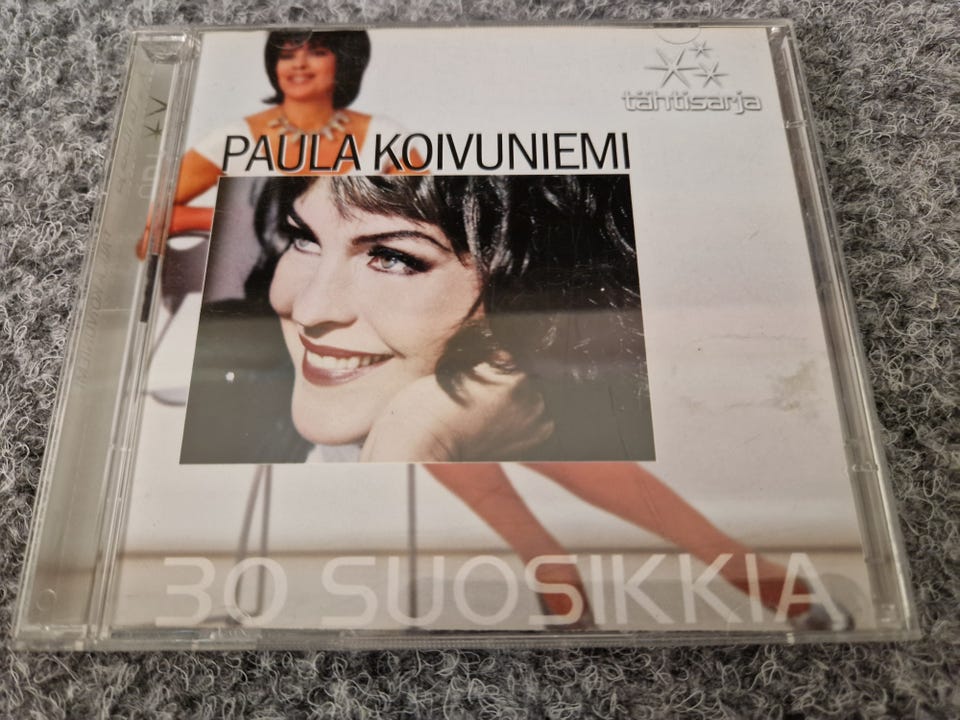 tähtisarja
PAULA KOIVUNIEMI
30 SUOSIKKIA